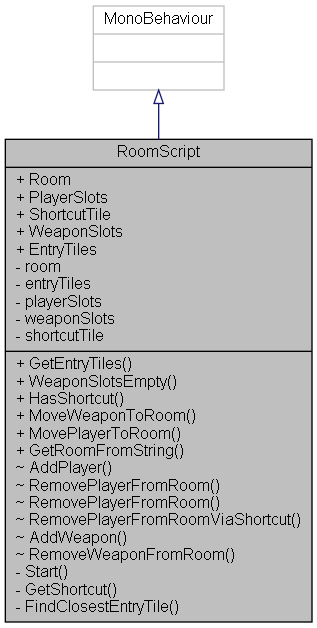 MonoBehaviour
RoomScript
+ Room
+ PlayerSlots
+ ShortcutTile
+ WeaponSlots
+ EntryTiles
- room
- entryTiles
- playerSlots
- weaponSlots
- shortcutTile
+ GetEntryTiles()
+ WeaponSlotsEmpty()
+ HasShortcut()
+ MoveWeaponToRoom()
+ MovePlayerToRoom()
+ GetRoomFromString()
~ AddPlayer()
~ RemovePlayerFromRoom()
~ RemovePlayerFromRoom()
~ RemovePlayerFromRoomViaShortcut()
~ AddWeapon()
~ RemoveWeaponFromRoom()
- Start()
- GetShortcut()
- FindClosestEntryTile()